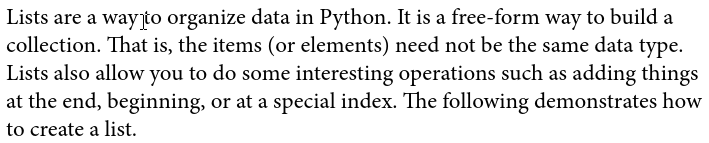 Lists are a way to organize data in Python. It is a free-form way to build a
collection. That is, the items (or elements) need not be the same data type.
Lists also allow you to do some interesting operations such as adding things
at the end, beginning, or at a special index. The following demonstrates how
to create a list.